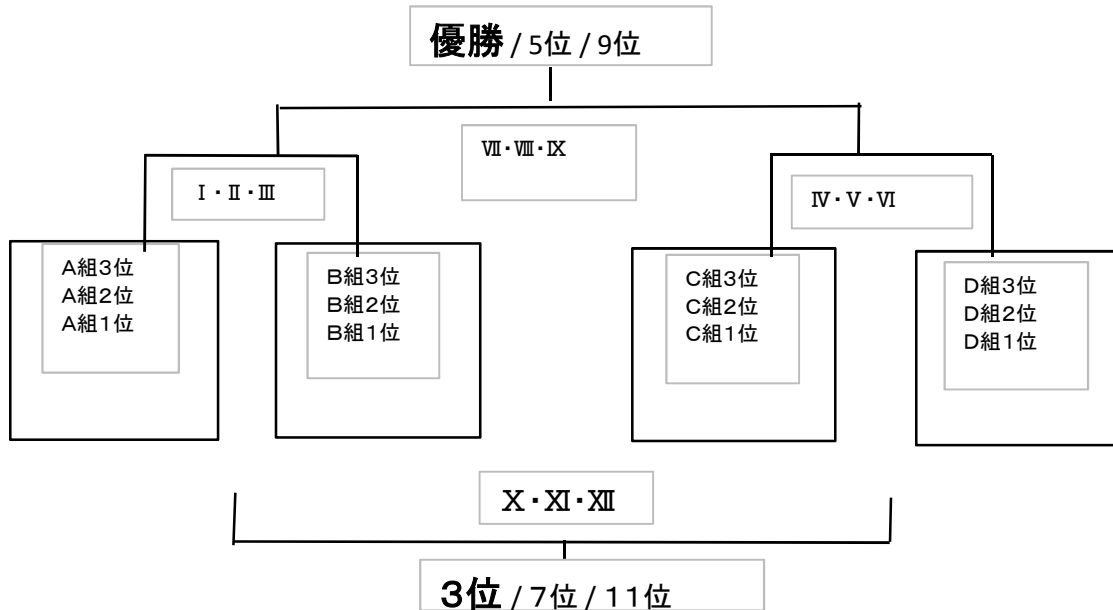 優勝 / 5位 / 9位
Ⅶ・Ⅷ・Ⅸ
Ⅰ・Ⅱ・Ⅲ
Ⅳ・Ⅴ・Ⅵ
A組3位
A組2位
A組1位
B組3位
B組2位
B組1位
C組3位
C組2位
C組1位
D組3位
D組2位
D組1位
Ⅹ・Ⅺ・Ⅻ
3位 / 7位 / 11位